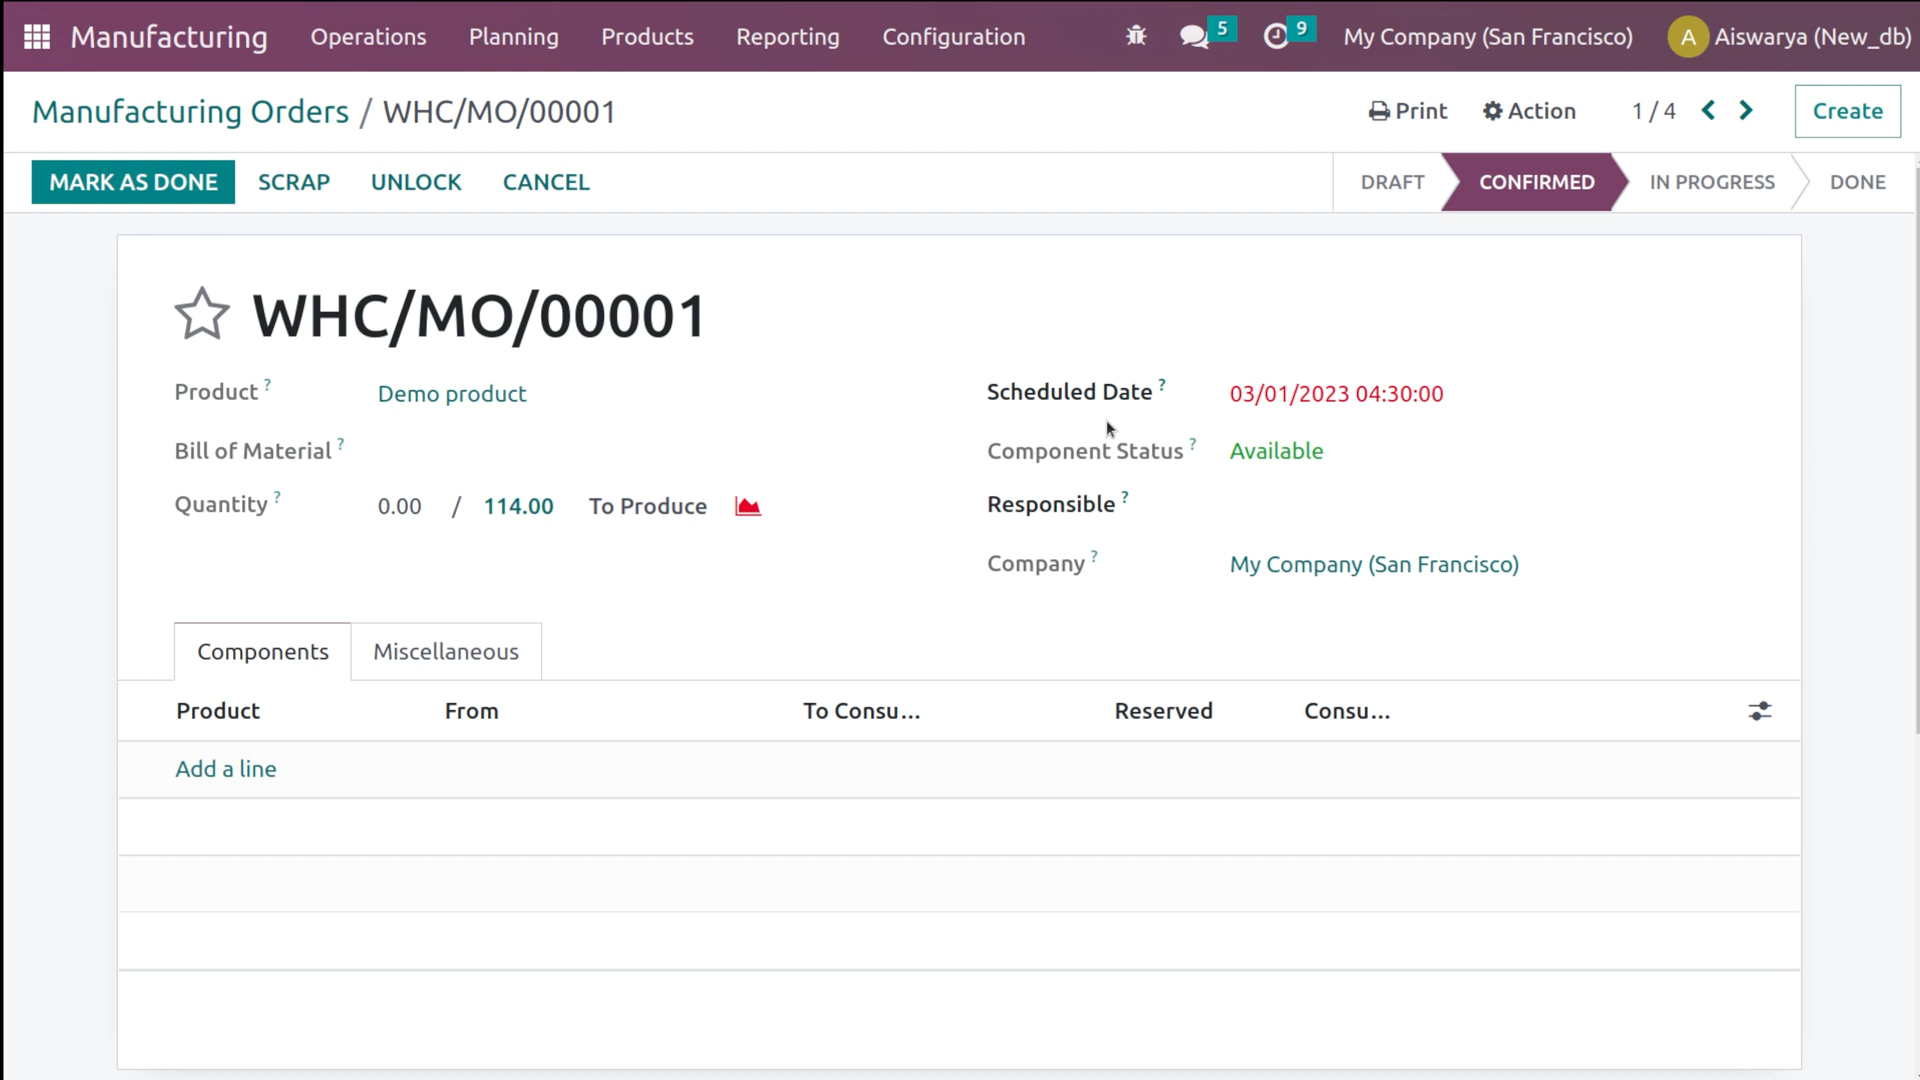 Manufacturing Operations Planning Products Reporting Configuration 5 9 My Company (San Francisco) A Aiswarya (New_db)
Manufacturing Orders / WHC/MO/00001 Print Action 1 / 4 Create
MARK AS DONE SCRAP UNLOCK CANCEL DRAFT CONFIRMED IN PROGRESS DONE
WHC/MO/00001
Product ? Demo product Scheduled Date ? 03/01/2023 04:30:00
Bill of Material ? Component Status ? Available
Quantity ? 0.00 / 114.00 To Produce Responsible ?
Company ? My Company (San Francisco)
Components Miscellaneous
Product From To Consu... Reserved Consu...
Add a line